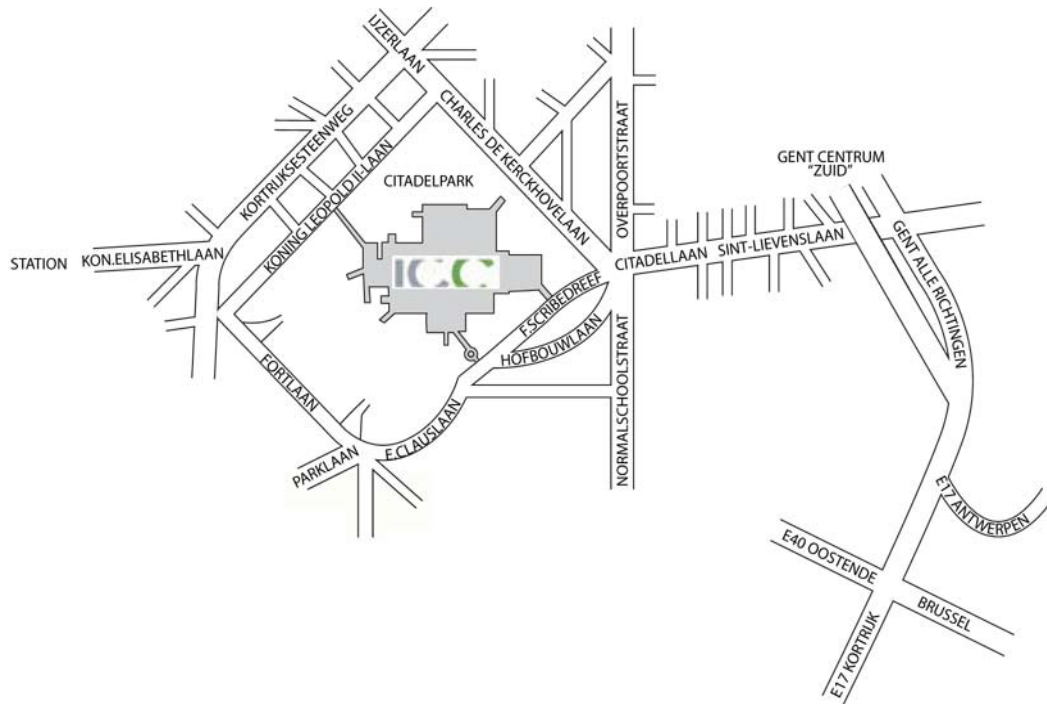 IJZERLAAN
KORTRIJKSESTEENWEG
CHARLES DE KERCKHOVELAAN
OVERPOORTSTRAAT
KONING LEOPOLD II-LAAN
CITADELPARK
GENT CENTRUM
"ZUID"
STATION KON.ELISABETHLAAN
ICC
CITADELLAAN SINT-LIEVENSLAAN
GENT ALLE RICHTINGEN
F.SCRIBEDREEF
HOFBOUWLAAN
FORTLAAN
E.CLAUSLAAN
PARKLAAN
NORMALSCHOOLSTRAAT
E17 ANTWERPEN
E40 OOSTENDE
BRUSSEL
E17 KORTRIJK